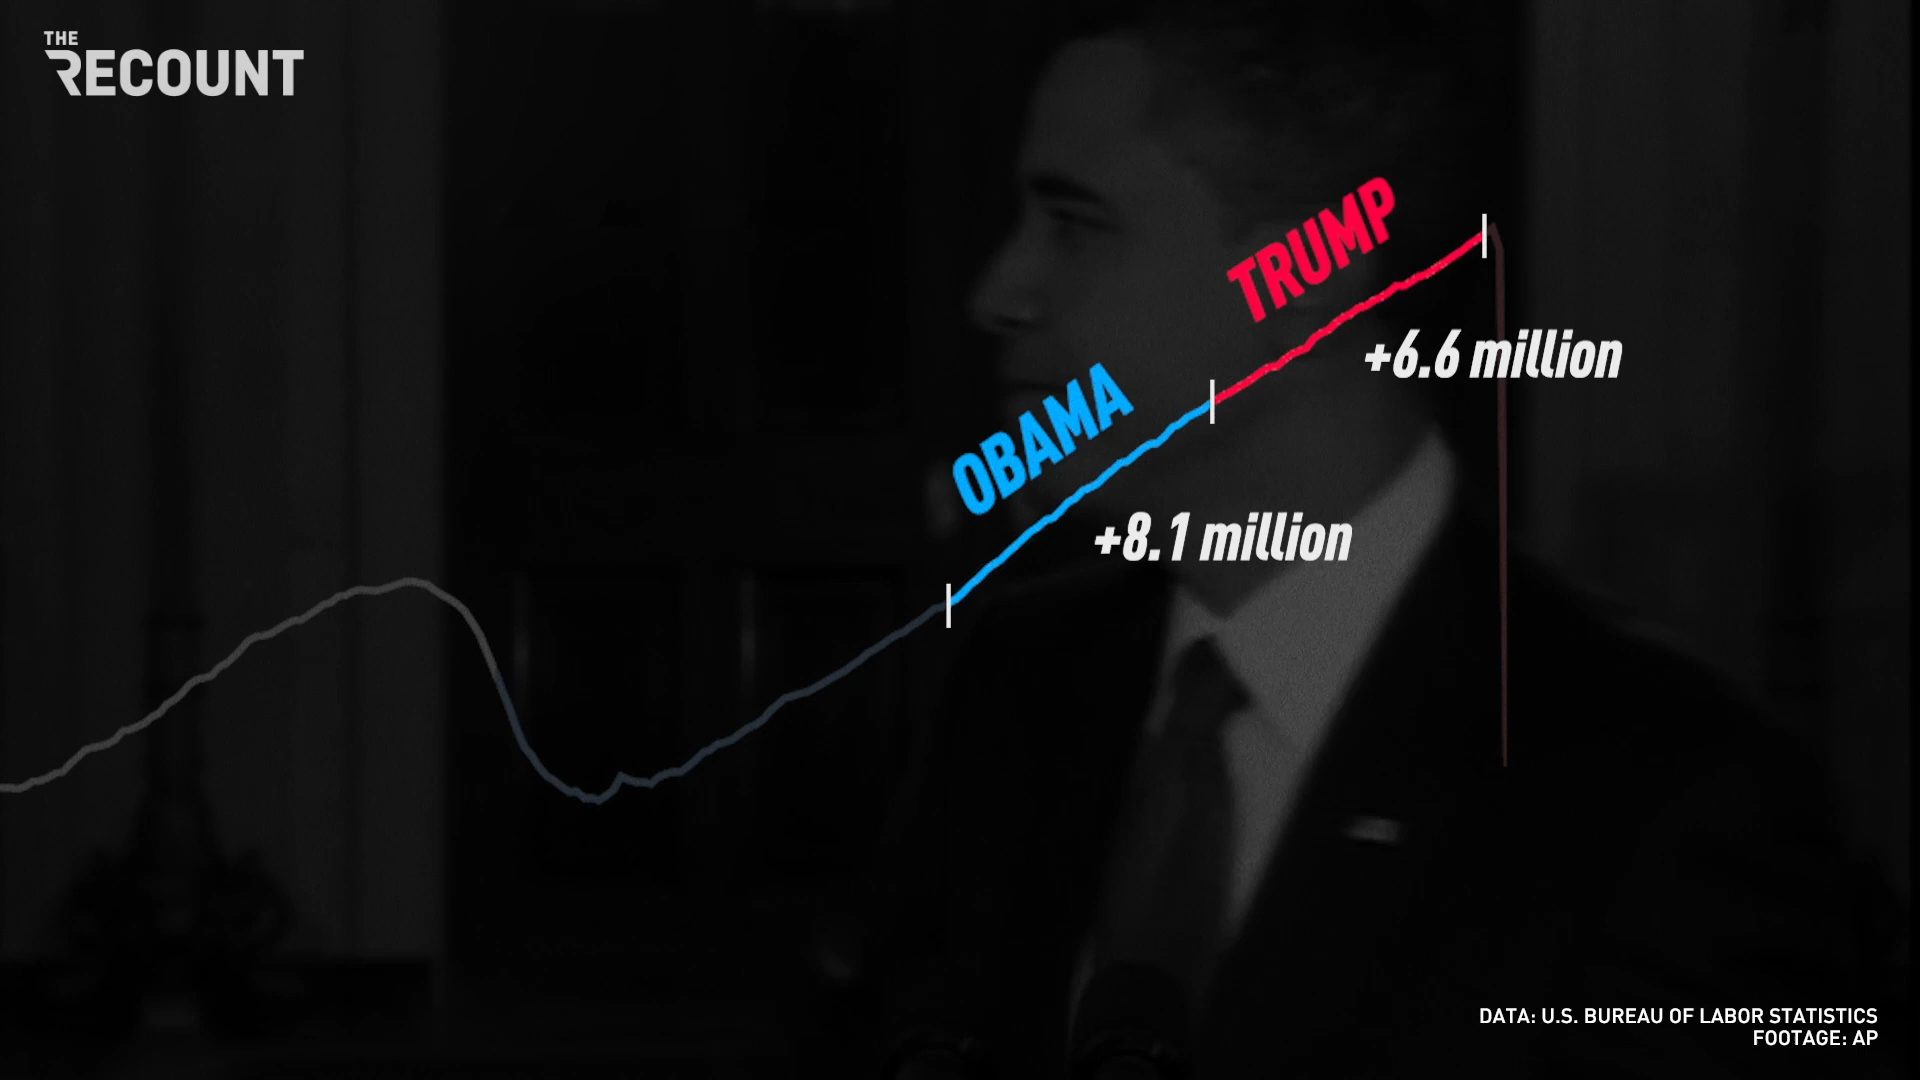 THE
RECOUNT
TRUMP
+6.6 million
OBAMA
+8.1 million
DATA: U.S. BUREAU OF LABOR STATISTICS
FOOTAGE: AP